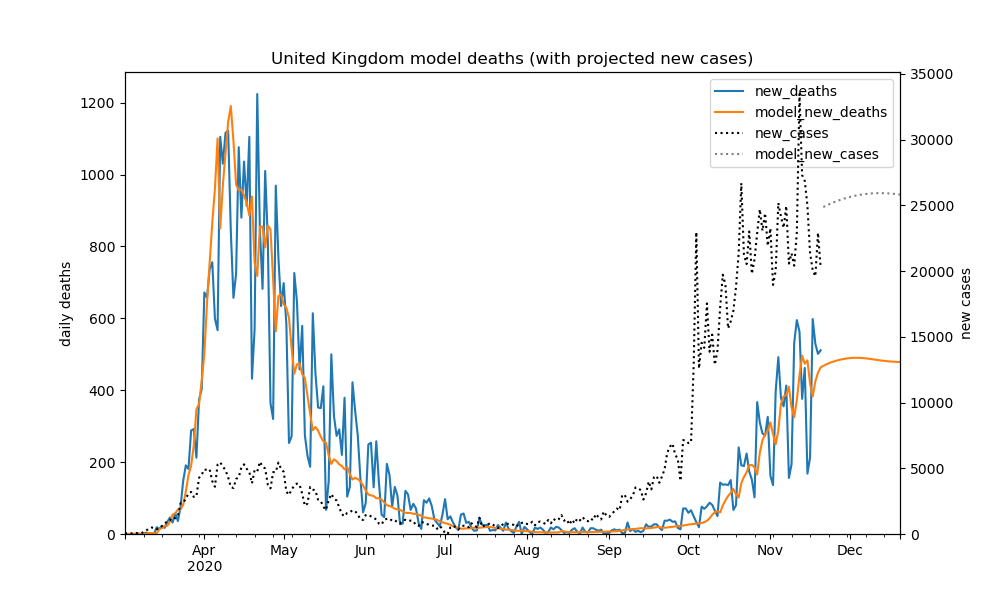 United Kingdom model deaths (with projected new cases)
new_deaths
model_new_deaths
new_cases
model_new_cases
daily deaths
new cases
1200
1000
800
600
400
200
0
35000
30000
25000
20000
15000
10000
5000
0
Apr May Jun Jul Aug Sep Oct Nov Dec
2020